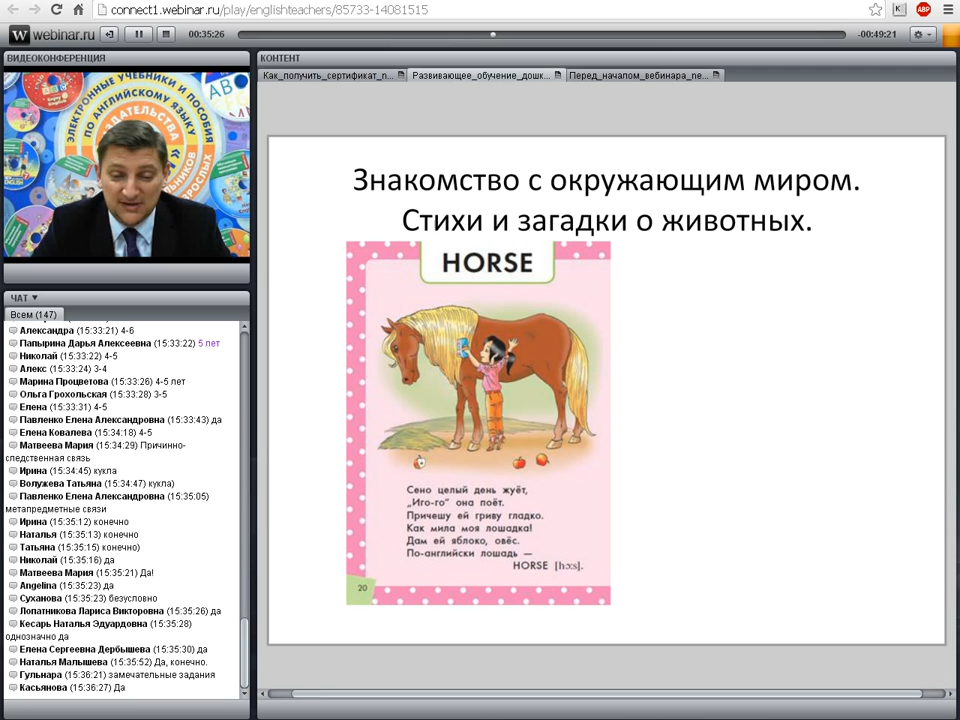 connect1.webinar.ru/play/englishteachers/85733-14081515
webinar.ru
00:35:26
-00:49:21
ВИДЕОКОНФЕРЕНЦИЯ
ЭЛЕКТРОННЫЕ УЧЕБНИКИ И ПОСОБИЯ
ПО АНГЛИЙСКОМУ ЯЗЫКУ
ИЗДАТЕЛЬСТВА
ЧАТ
Всем (147)
Александра (15:33:21) 4-6
Папырина Дарья Алексеевна (15:33:22) 5 лет
Николай (15:33:22) 4-5
Алекс (15:33:24) 3-4
Марина Процветова (15:33:26) 4-5 лет
Ольга Грохольская (15:33:28) 3-5
Елена (15:33:31) 4-5
Павленко Елена Александровна (15:33:43) да
Елена Ковалева (15:34:18) 4-5
Матвеева Мария (15:34:29) Причинно-
следственная связь
Ирина (15:34:45) кукла
Волужева Татьяна (15:34:47) кукла)
Павленко Елена Александровна (15:35:05)
метапредметные связи
Ирина (15:35:12) конечно
Наталья (15:35:13) конечно
Татьяна (15:35:15) конечно)
Николай (15:35:16) да
Матвеева Мария (15:35:21) Да!
Angelina (15:35:23) да
Суханова (15:35:23) безусловно
Лопатникова Лариса Викторовна (15:35:26) да
Кесарь Наталья Эдуардовна (15:35:28)
однозначно да
Елена Сергеевна Дербышева (15:35:30) да
Наталья Малышева (15:35:52) Да, конечно.
Гульнара (15:36:21) замечательные задания
Касьянова (15:36:27) Да
КОНТЕНТ
Как_получить_сертификат_п...
Развивающее_обучение_дошк...
Перед_началом_вебинара_пе...
Знакомство с окружающим миром.
Стихи и загадки о животных.
HORSE
Сено целый день жуёт,
„Иго-го" она поёт.
Причешу ей гриву гладко.
Как мила моя лошадка!
Дам ей яблоко, овёс.
По-английски лошадь —
HORSE [hɔ:s].
20